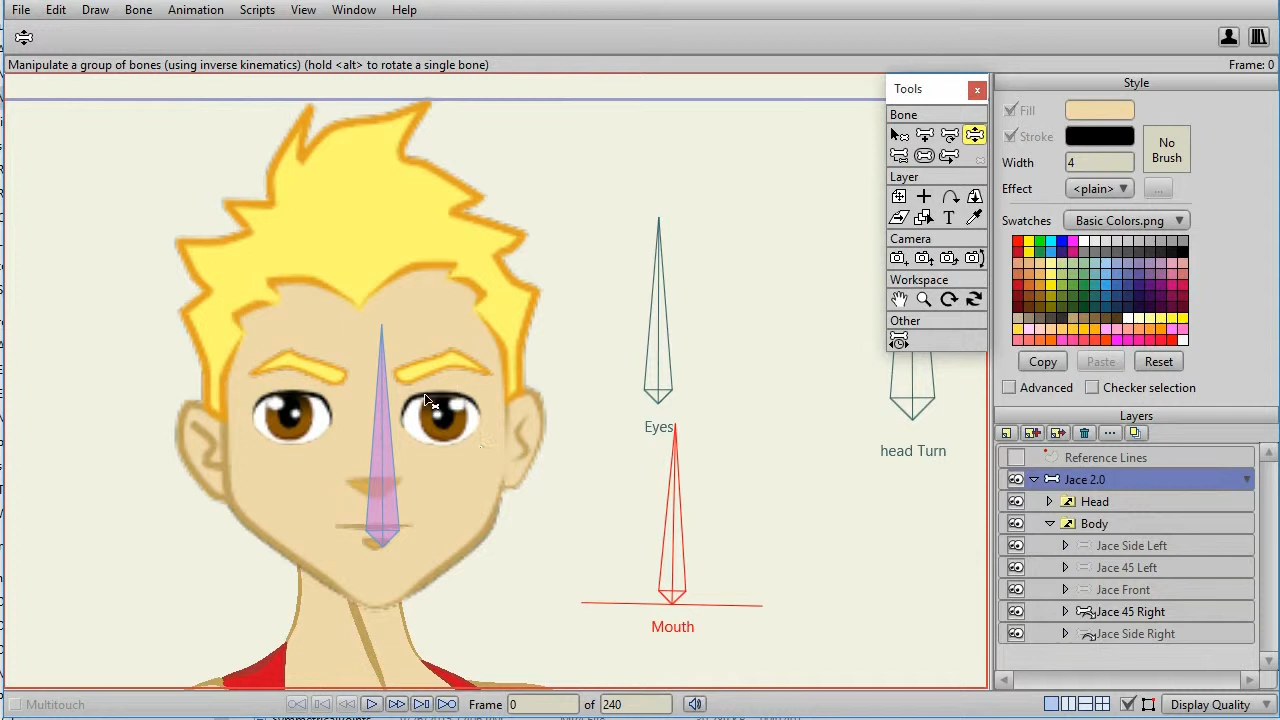 File Edit Draw Bone Animation Scripts View Window Help
Manipulate a group of bones (using inverse kinematics) (hold <alt> to rotate a single bone) Frame: 0
Tools
x
Bone
Layer
T
Camera
Workspace
Other
Style
Fill
Stroke
No
Brush
Width 4
Effect <plain> ...
Swatches Basic Colors.png
Copy Paste Reset
Advanced Checker selection
Layers
Reference Lines
Jace 2.0
Head
Body
Jace Side Left
Jace 45 Left
Jace Front
Jace 45 Right
Jace Side Right
Eyes
head Turn
Mouth
Multitouch Frame 0 of 240 Display Quality